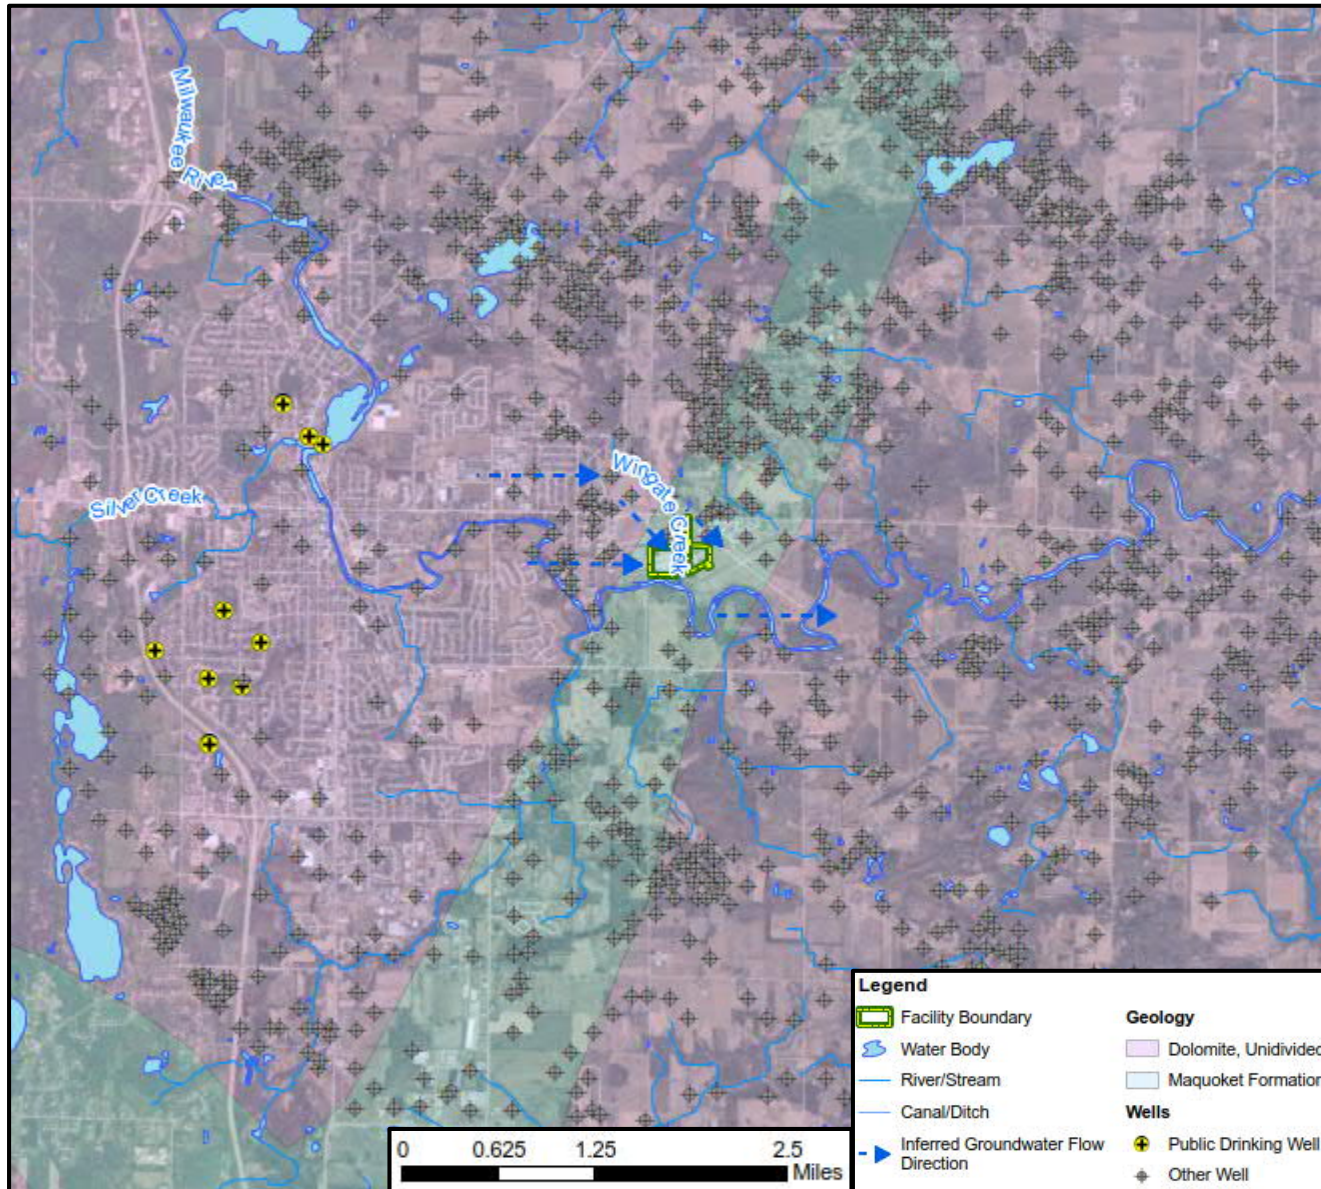 Milwaukee River
Silver Creek
Wingate Creek
Legend
Facility Boundary
Water Body
River/Stream
Canal/Ditch
Inferred Groundwater Flow
Direction
Geology
Dolomite, Unidivided
Maquoket Formation
Wells
Public Drinking Well
Other Well
0 0.625 1.25 2.5
Miles